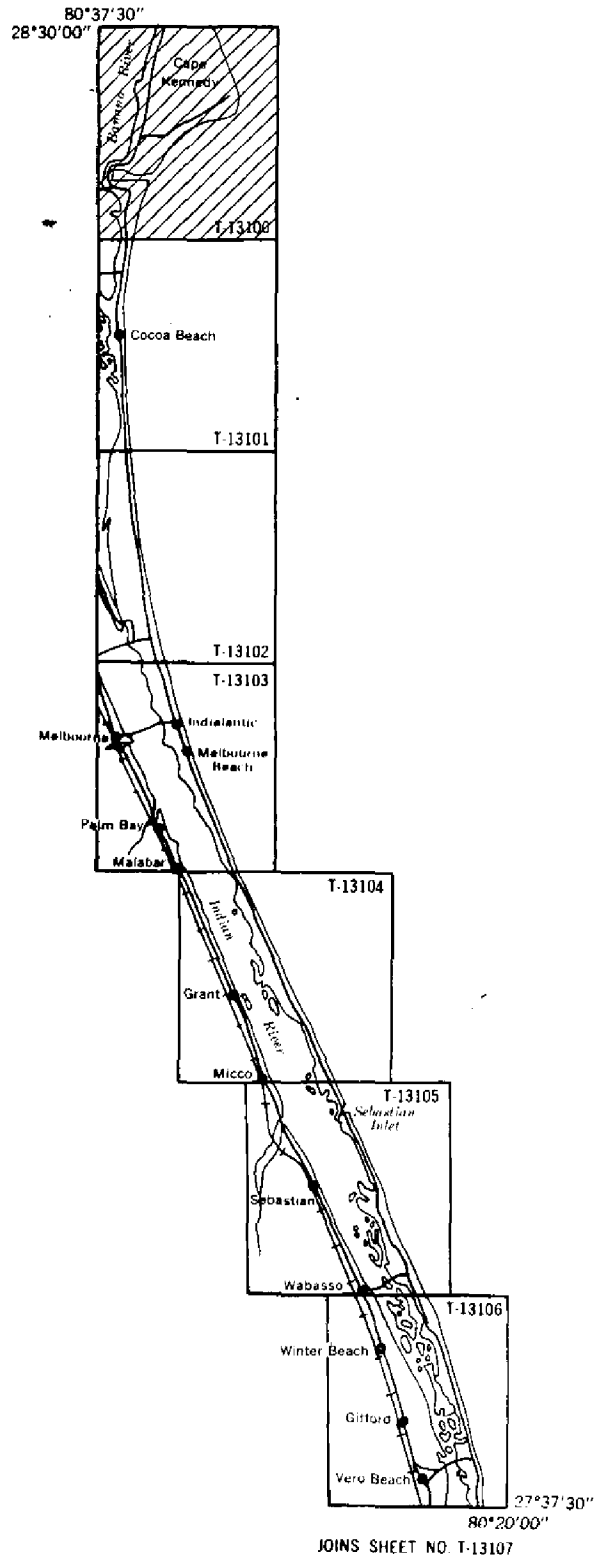 80°37'30"
28°30'00"
Banana River
Cape
Kennedy
T-13100
Cocoa Beach
T-13101
T-13102
T-13103
Indialantic
Melbourne
Melbourne
Beach
Palm Bay
Malabar
T-13104
Indian
Grant
River
Micco
T-13105
Sebastian
Inlet
Sebastian
Wabasso
T-13106
Winter Beach
Gifford
Vero Beach
27°37'30"
80°20'00"
JOINS SHEET NO. T-13107